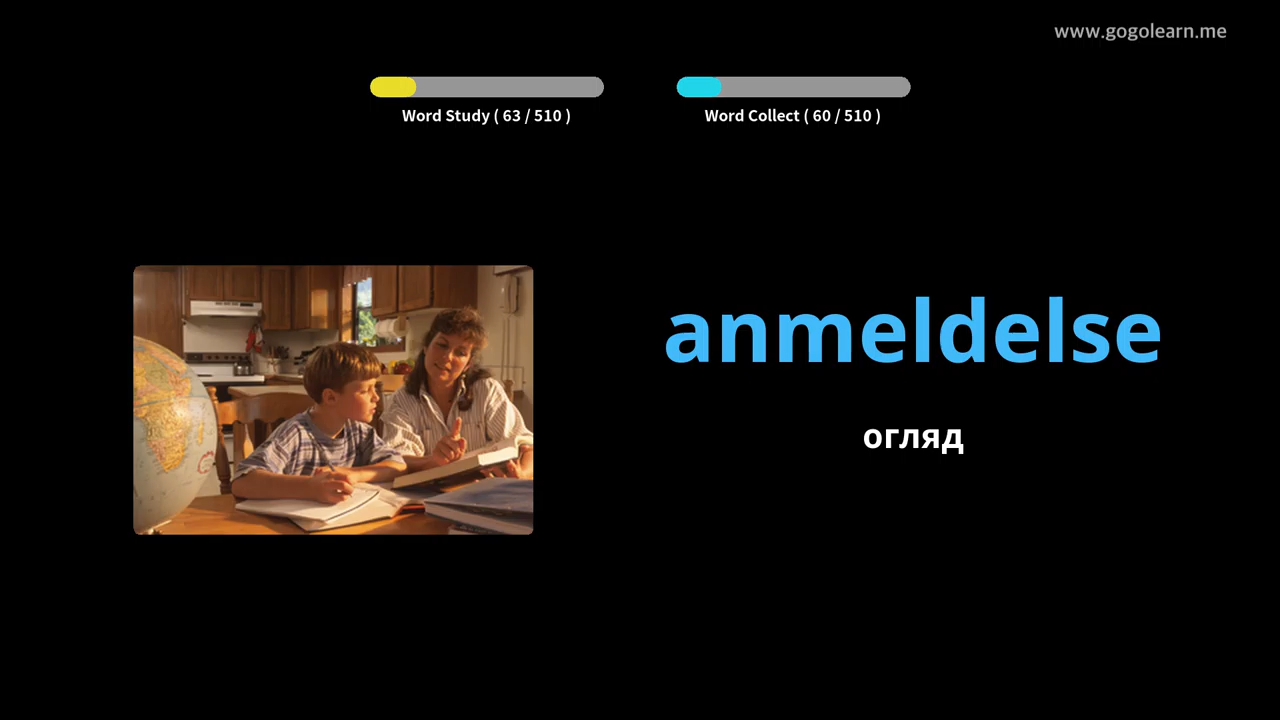 www.gogolearn.me
Word Study ( 63 / 510 )
Word Collect ( 60 / 510 )
anmeldelse
огляд